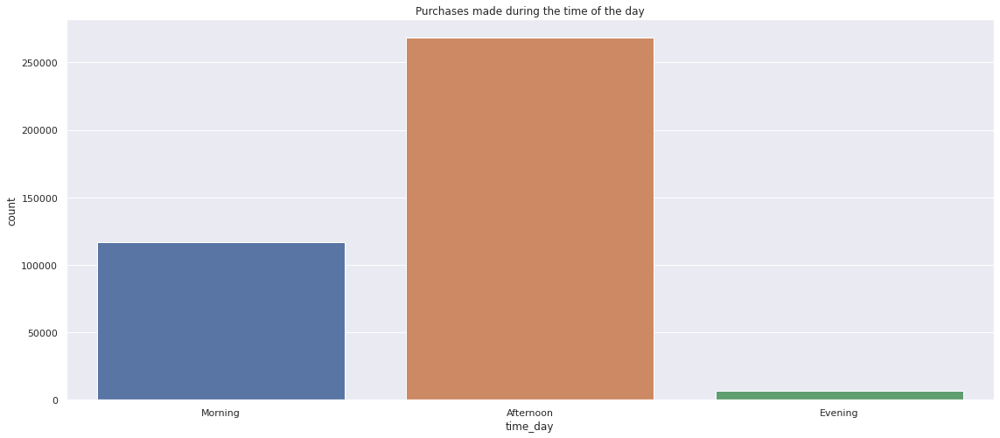 Purchases made during the time of the day
count
250000
200000
150000
100000
50000
0
Morning
Afternoon
Evening
time_day